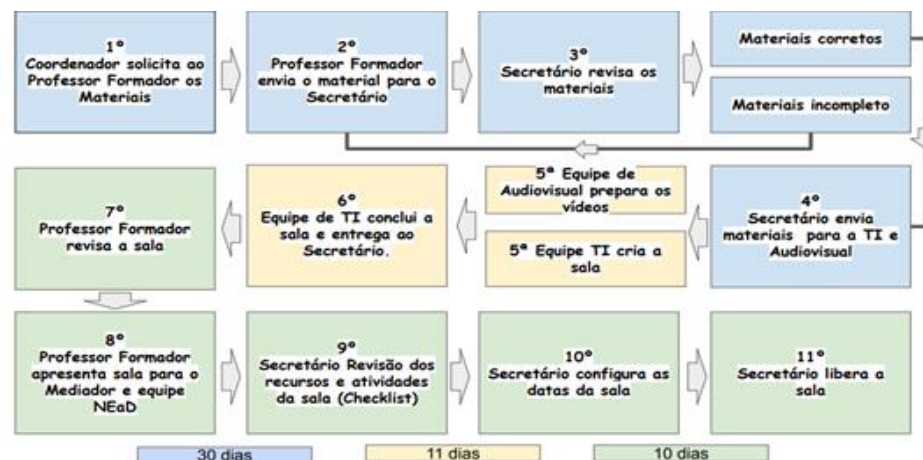 1º
Coordenador solicita ao
Professor Formador os
Materiais
2º
Professor Formador
envia o material para o
Secretário
3º
Secretário revisa os
materiais
Materiais corretos
Materiais incompleto
4º
Secretário envia
materiais para a TI e
Audiovisual
5ª Equipe de
Audiovisual prepara os
vídeos
5ª Equipe TI cria a
sala
6º
Equipe de TI conclui a
sala e entrega ao
Secretário.
7º
Professor Formador
revisa a sala
8º
Professor Formador
apresenta sala para o
Mediador e equipe
NEaD
9º
Secretário Revisão dos
recursos e atividades
da sala (Checklist)
10º
Secretário configura as
datas da sala
11º
Secretário libera a
sala
30 dias
11 dias
10 dias